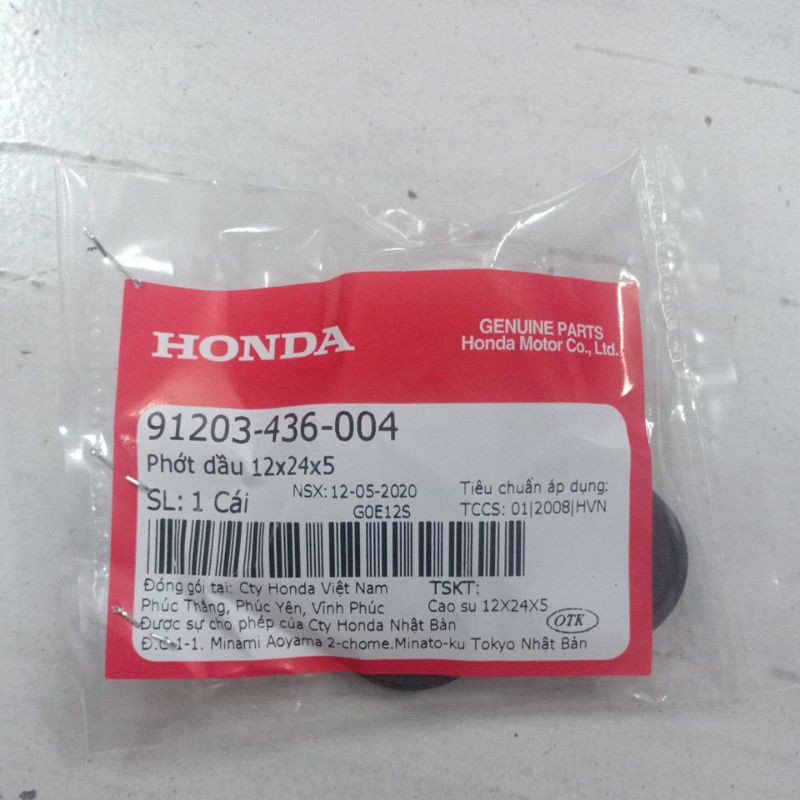 HONDA
GENUINE PARTS
Honda Motor Co., Ltd.
91203-436-004
Phớt dầu 12x24x5
SL: 1 Cái
NSX: 12-05-2020
G0E12S
Tiêu chuẩn áp dụng:
TCCS: 01|2008|HVN
Đóng gói tại: Cty Honda Việt Nam
Phúc Thắng, Phúc Yên, Vĩnh Phúc
Được sự cho phép của Cty Honda Nhật Bản
Đ.C 1-1. Minami Aoyama 2-chome.Minato-ku Tokyo Nhật Bản
TSKT:
Cao su 12X24X5
OTK